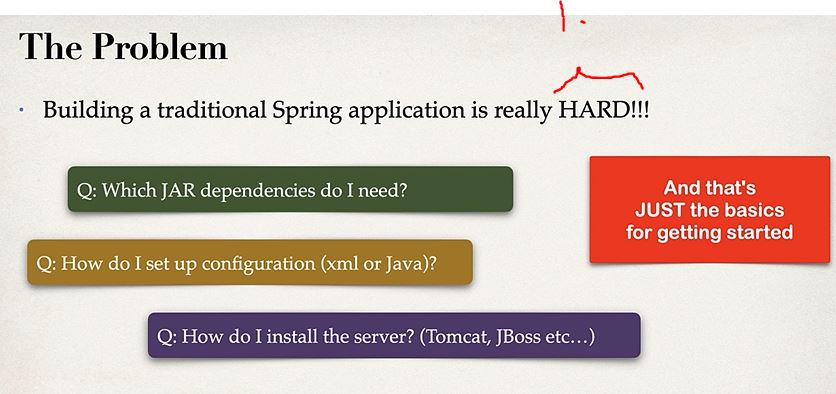 The Problem
• Building a traditional Spring application is really HARD!!!
Q: Which JAR dependencies do I need?
Q: How do I set up configuration (xml or Java)?
Q: How do I install the server? (Tomcat, JBoss etc...)
And that's
JUST the basics
for getting started